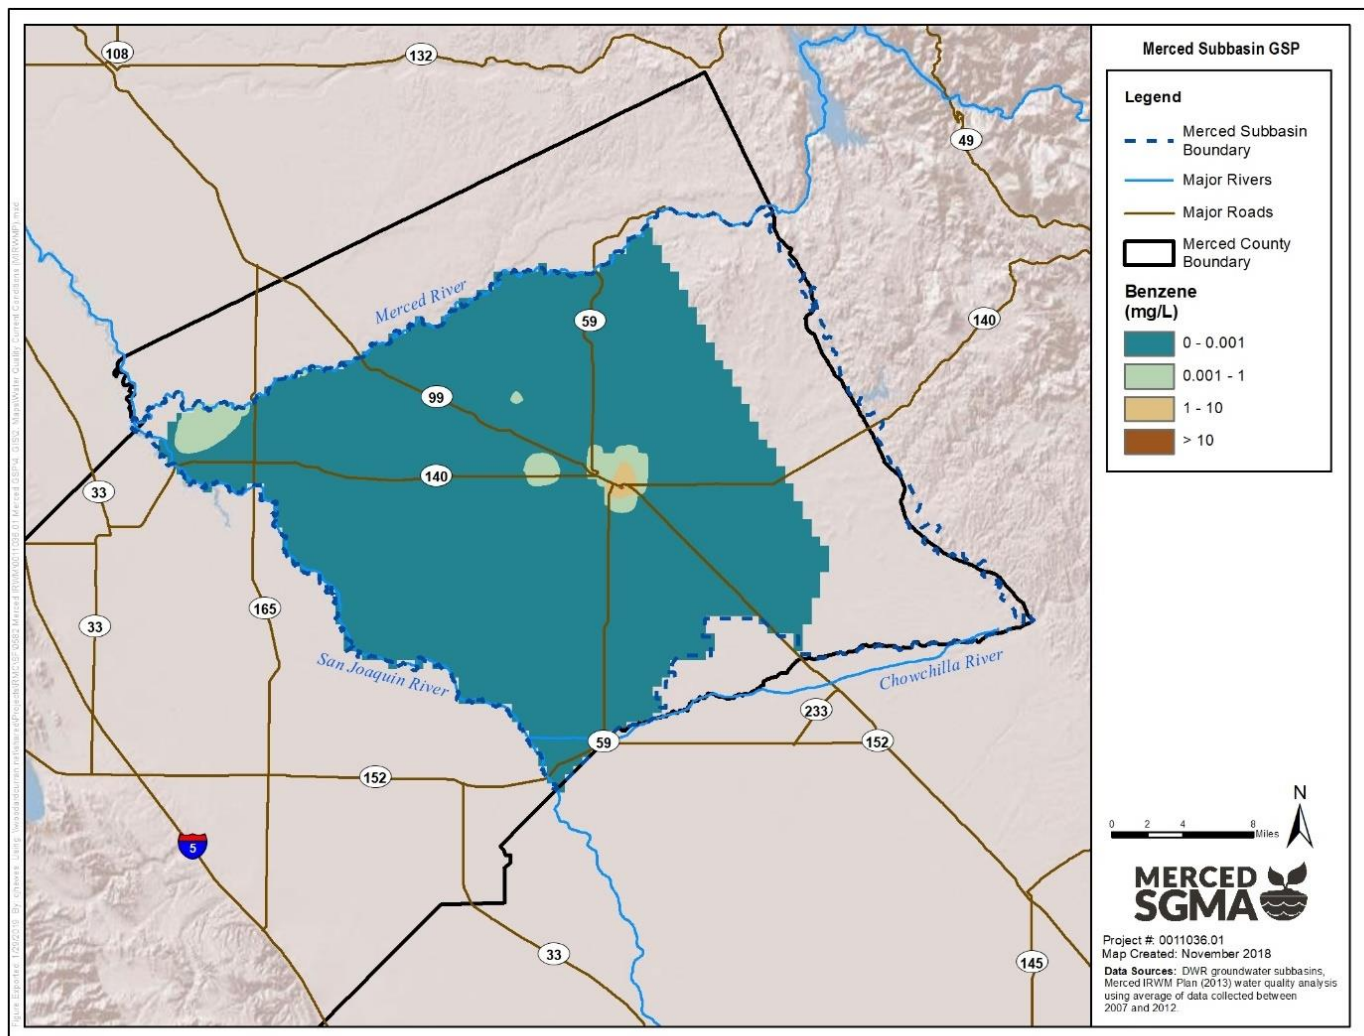 108
132
49
Merced River
59
140
99
140
33
33
165
San Joaquin River
Chowchilla River
233
59
152
152
5
33
145
Merced Subbasin GSP
Legend
Merced Subbasin
Boundary
Major Rivers
Major Roads
Merced County
Boundary
Benzene
(mg/L)
0 - 0.001
0.001 - 1
1 - 10
> 10
N
0 2 4 8
Miles
MERCED
SGMA
Project #: 0011036.01
Map Created: November 2018
Data Sources: DWR groundwater subbasins,
Merced IRWM Plan (2013) water quality analysis
using average of data collected between
2007 and 2012.